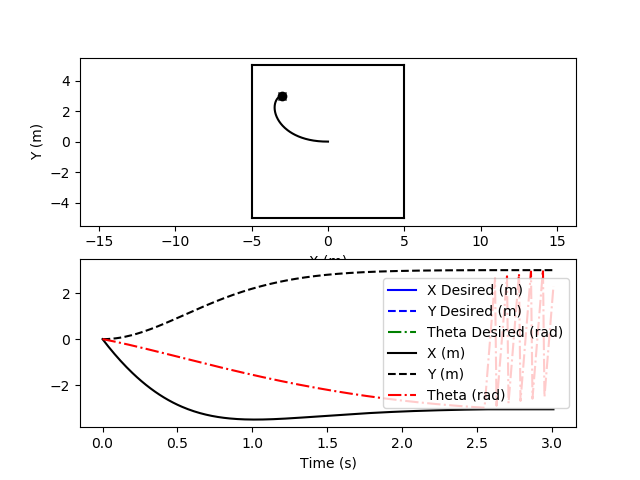 4
2
0
−2
−4
Y (m)
−15 −10 −5 0 5 10 15
X (m)
2
0
−2
X Desired (m)
Y Desired (m)
Theta Desired (rad)
X (m)
Y (m)
Theta (rad)
0.0 0.5 1.0 1.5 2.0 2.5 3.0
Time (s)